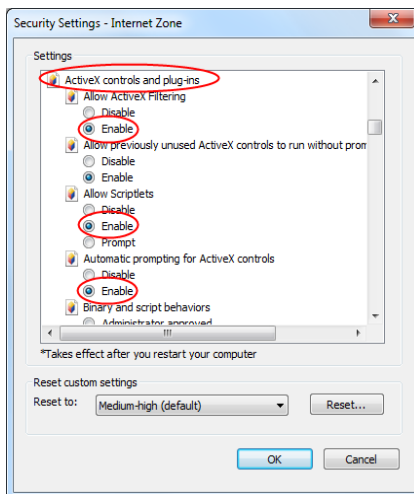 Security Settings - Internet Zone
Settings
ActiveX controls and plug-ins
Allow ActiveX Filtering
Disable
Enable
Allow previously unused ActiveX controls to run without prom
Disable
Enable
Allow Scriptlets
Disable
Enable
Prompt
Automatic prompting for ActiveX controls
Disable
Enable
Binary and script behaviors
Administrator approved
*Takes effect after you restart your computer
Reset custom settings
Reset to: Medium-high (default) Reset...
OK Cancel